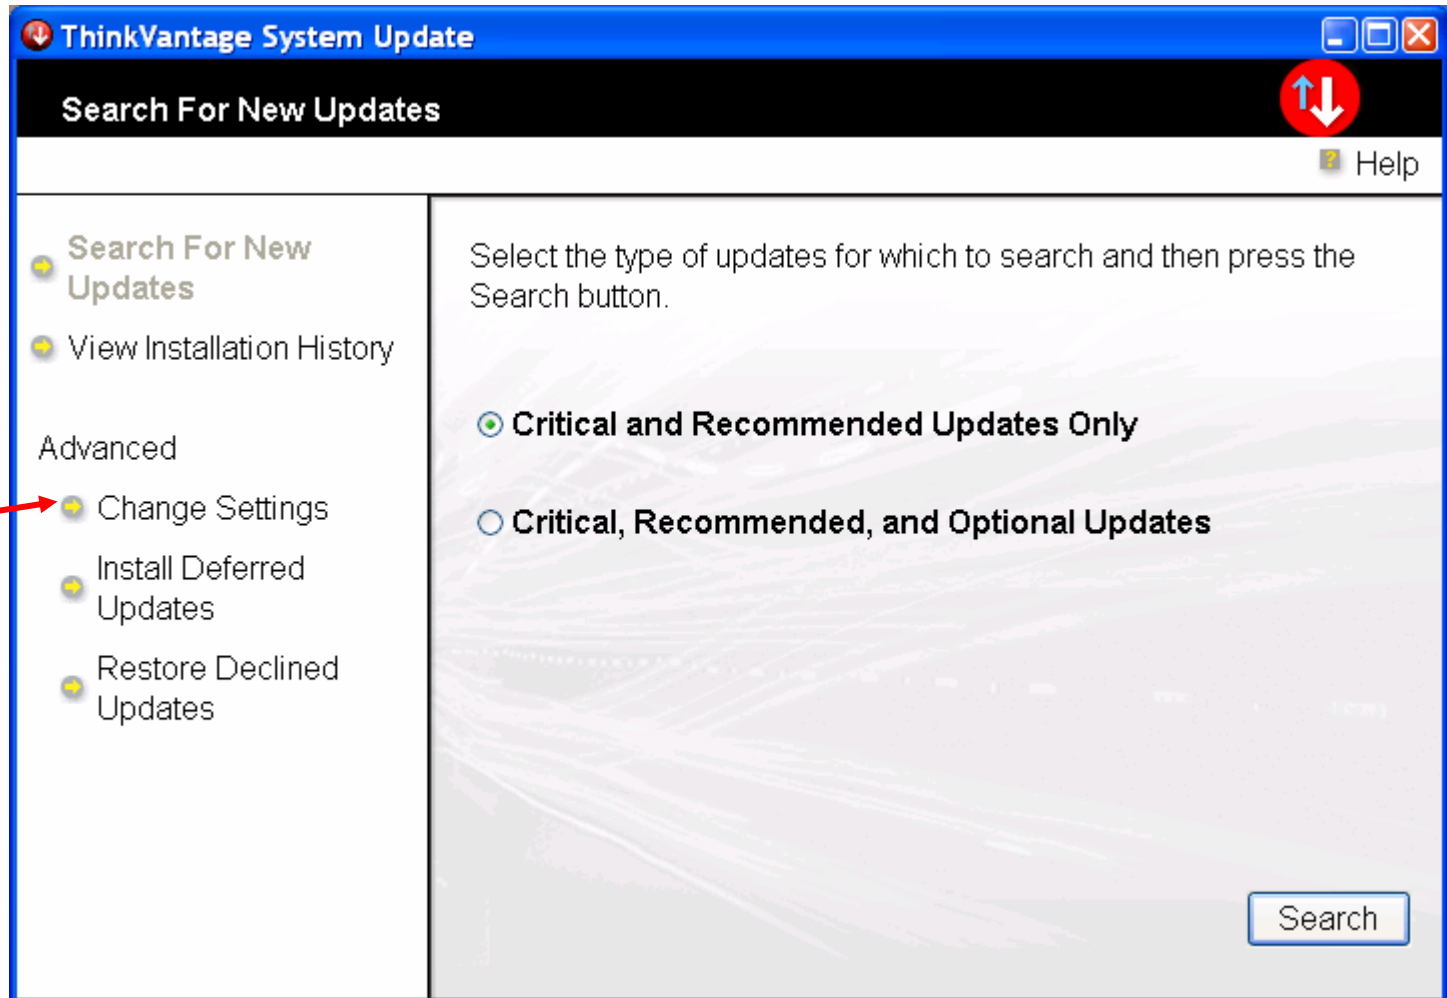 ThinkVantage System Update
Search For New Updates
Help
Search For New
Updates
View Installation History
Advanced
Change Settings
Install Deferred
Updates
Restore Declined
Updates
Select the type of updates for which to search and then press the
Search button.
Critical and Recommended Updates Only
Critical, Recommended, and Optional Updates
Search